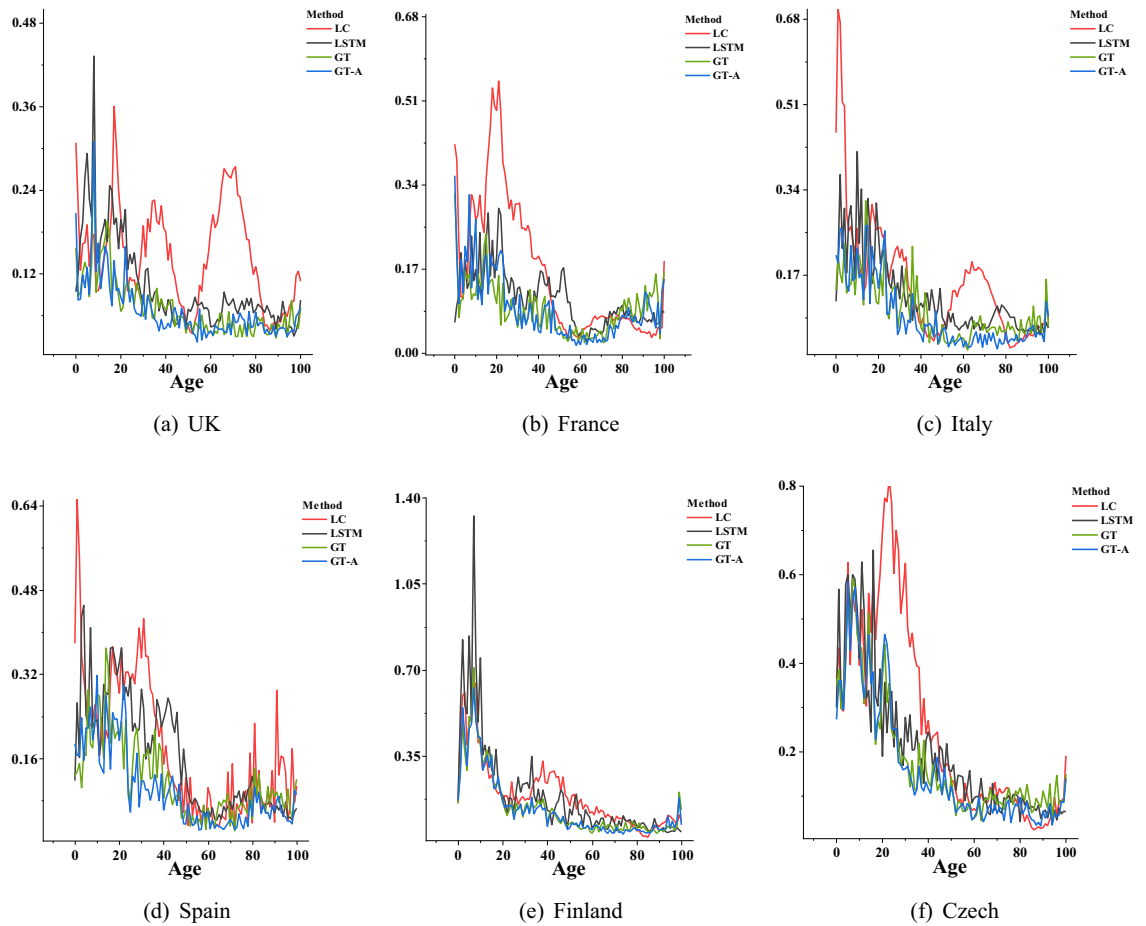 0.48
0.36
0.24
0.12
Method
LC
LSTM
GT
GT-A
0 20 40 60 80 100
Age
(a) UK
0.68
0.51
0.34
0.17
0.00
Method
LC
LSTM
GT
GT-A
0 20 40 60 80 100
Age
(b) France
0.68
0.51
0.34
0.17
Method
LC
LSTM
GT
GT-A
0 20 40 60 80 100
Age
(c) Italy
0.64
0.48
0.32
0.16
Method
LC
LSTM
GT
GT-A
0 20 40 60 80 100
Age
(d) Spain
1.40
1.05
0.70
0.35
Method
LC
LSTM
GT
GT-A
0 20 40 60 80 100
Age
(e) Finland
0.8
0.6
0.4
0.2
Method
LC
LSTM
GT
GT-A
0 20 40 60 80 100
Age
(f) Czech